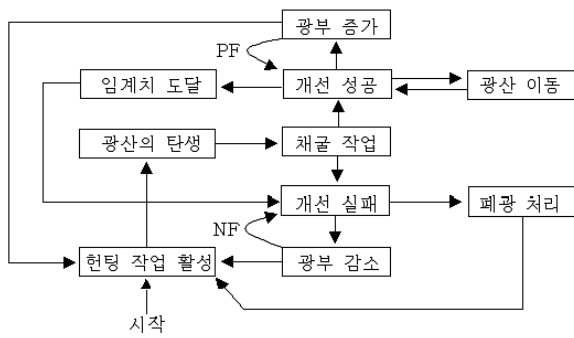 광부 증가
PF
임계치 도달
개선 성공
광산 이동
광산의 탄생
채굴 작업
개선 실패
폐광 처리
NF
헌팅 작업 활성
광부 감소
시작